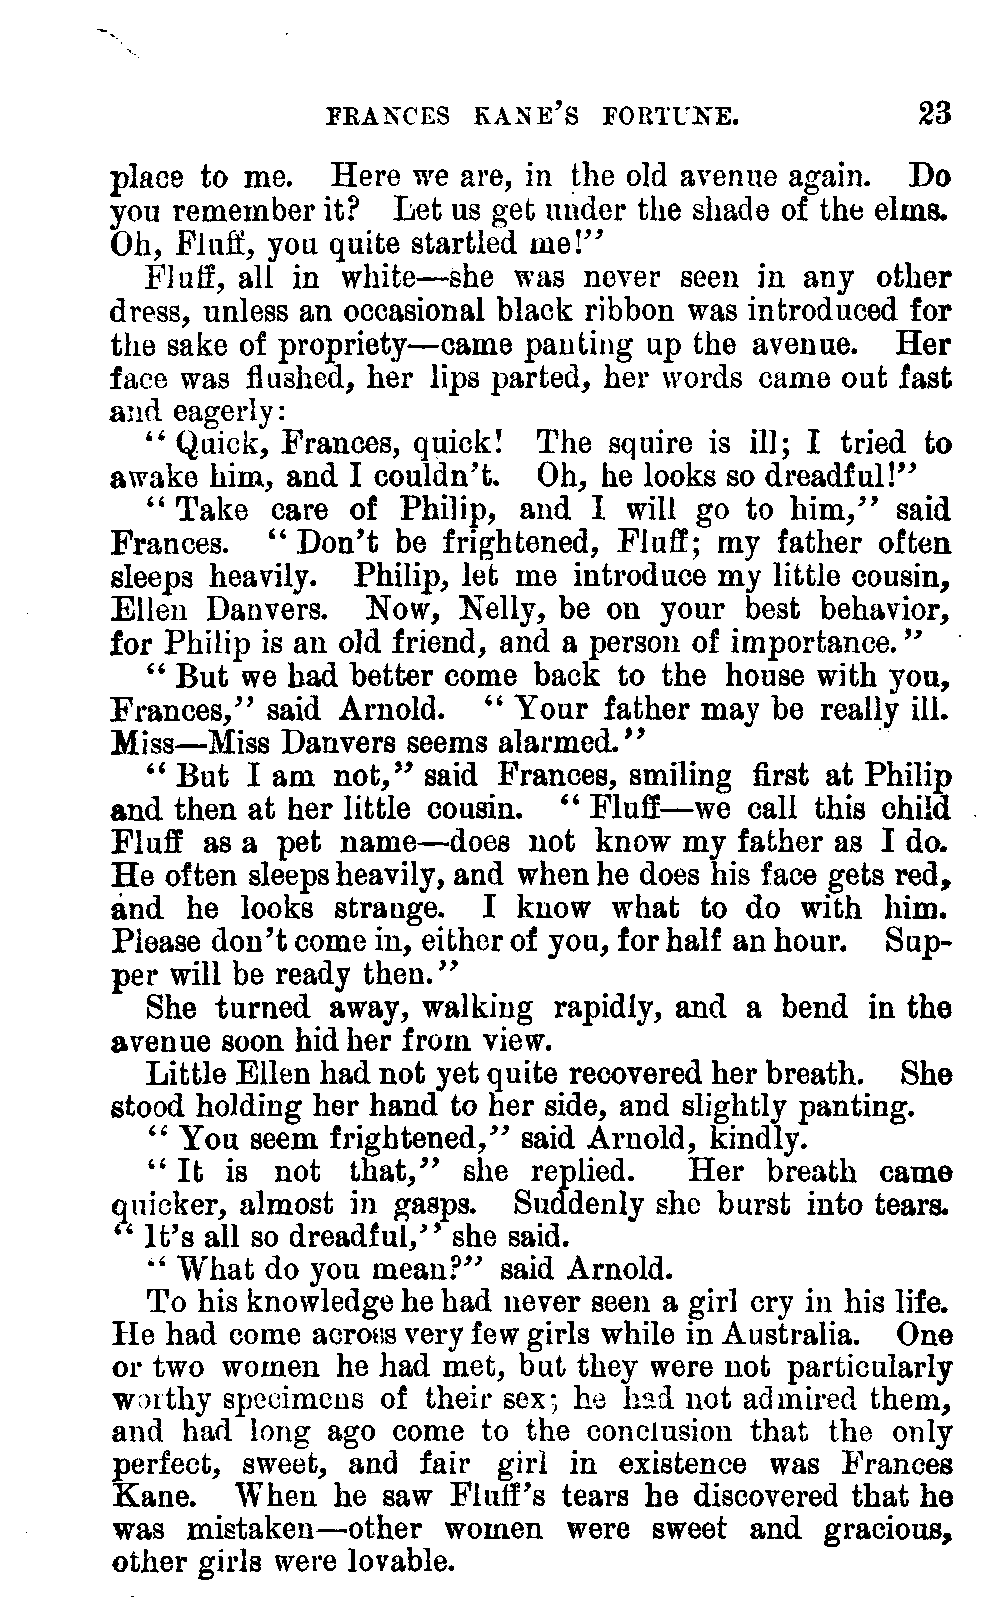 FRANCES KANE'S FORTUNE. 23
place to me. Here we are, in the old avenue again. Do
you remember it? Let us get under the shade of the elms.
Oh, Fluff, you quite startled me!"
Fluff, all in white—she was never seen in any other
dress, unless an occasional black ribbon was introduced for
the sake of propriety—came panting up the avenue. Her
face was flushed, her lips parted, her words came out fast
and eagerly:
"Quick, Frances, quick! The squire is ill; I tried to
awake him, and I couldn't. Oh, he looks so dreadful!"
"Take care of Philip, and I will go to him," said
Frances. "Don't be frightened, Fluff; my father often
sleeps heavily. Philip, let me introduce my little cousin,
Ellen Danvers. Now, Nelly, be on your best behavior,
for Philip is an old friend, and a person of importance."
"But we had better come back to the house with you,
Frances," said Arnold. "Your father may be really ill.
Miss—Miss Danvers seems alarmed."
"But I am not," said Frances, smiling first at Philip
and then at her little cousin. "Fluff—we call this child
Fluff as a pet name—does not know my father as I do.
He often sleeps heavily, and when he does his face gets red,
and he looks strange. I know what to do with him.
Please don't come in, either of you, for half an hour. Sup-
per will be ready then."
She turned away, walking rapidly, and a bend in the
avenue soon hid her from view.
Little Ellen had not yet quite recovered her breath. She
stood holding her hand to her side, and slightly panting.
"You seem frightened," said Arnold, kindly.
"It is not that," she replied. Her breath came
quicker, almost in gasps. Suddenly she burst into tears.
"It's all so dreadful," she said.
"What do you mean?" said Arnold.
To his knowledge he had never seen a girl cry in his life.
He had come across very few girls while in Australia. One
or two women he had met, but they were not particularly
worthy specimens of their sex; he had not admired them,
and had long ago come to the conclusion that the only
perfect, sweet, and fair girl in existence was Frances
Kane. When he saw Fluff's tears he discovered that he
was mistaken—other women were sweet and gracious,
other girls were lovable.